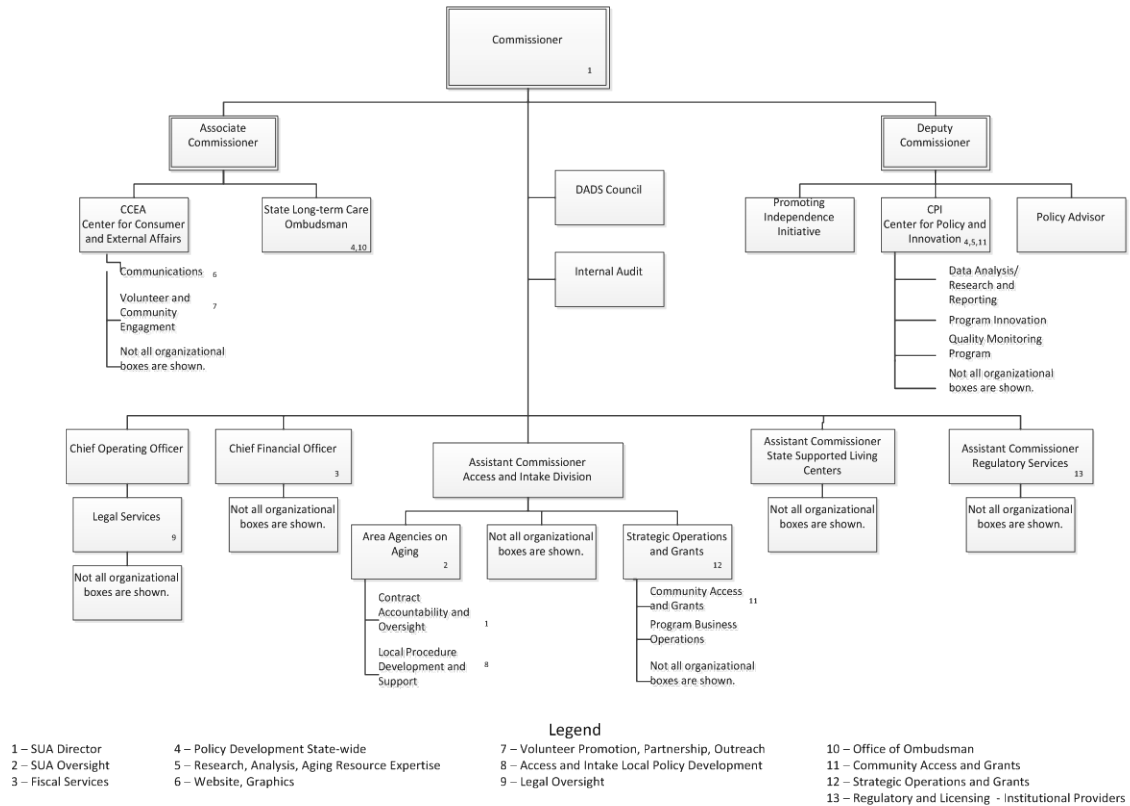 Commissioner
1
Associate
Commissioner
Deputy
Commissioner
CCEA
Center for Consumer
and External Affairs
State Long-term Care
Ombudsman
4,10
DADS Council
Promoting
Independence
Initiative
CPI
Center for Policy and
Innovation
4,5,11
Policy Advisor
Communications 6
Volunteer and
Community
Engagment
7
Not all organizational
boxes are shown.
Internal Audit
Data Analysis/
Research and
Reporting
Program Innovation
Quality Monitoring
Program
Not all organizational
boxes are shown.
Chief Operating Officer
Chief Financial Officer
3
Assistant Commissioner
Access and Intake Division
Assistant Commissioner
State Supported Living
Centers
Assistant Commissioner
Regulatory Services
13
Legal Services
9
Not all organizational
boxes are shown.
Not all organizational
boxes are shown.
Not all organizational
boxes are shown.
Not all organizational
boxes are shown.
Area Agencies on
Aging
2
Not all organizational
boxes are shown.
Strategic Operations
and Grants
12
Contract
Accountability and
Oversight
1
Local Procedure
Development and
Support
8
Community Access
and Grants
11
Program Business
Operations
Not all organizational
boxes are shown.
Legend
1 – SUA Director
2 – SUA Oversight
3 – Fiscal Services
4 – Policy Development State-wide
5 – Research, Analysis, Aging Resource Expertise
6 – Website, Graphics
7 – Volunteer Promotion, Partnership, Outreach
8 – Access and Intake Local Policy Development
9 – Legal Oversight
10 – Office of Ombudsman
11 – Community Access and Grants
12 – Strategic Operations and Grants
13 – Regulatory and Licensing - Institutional Providers